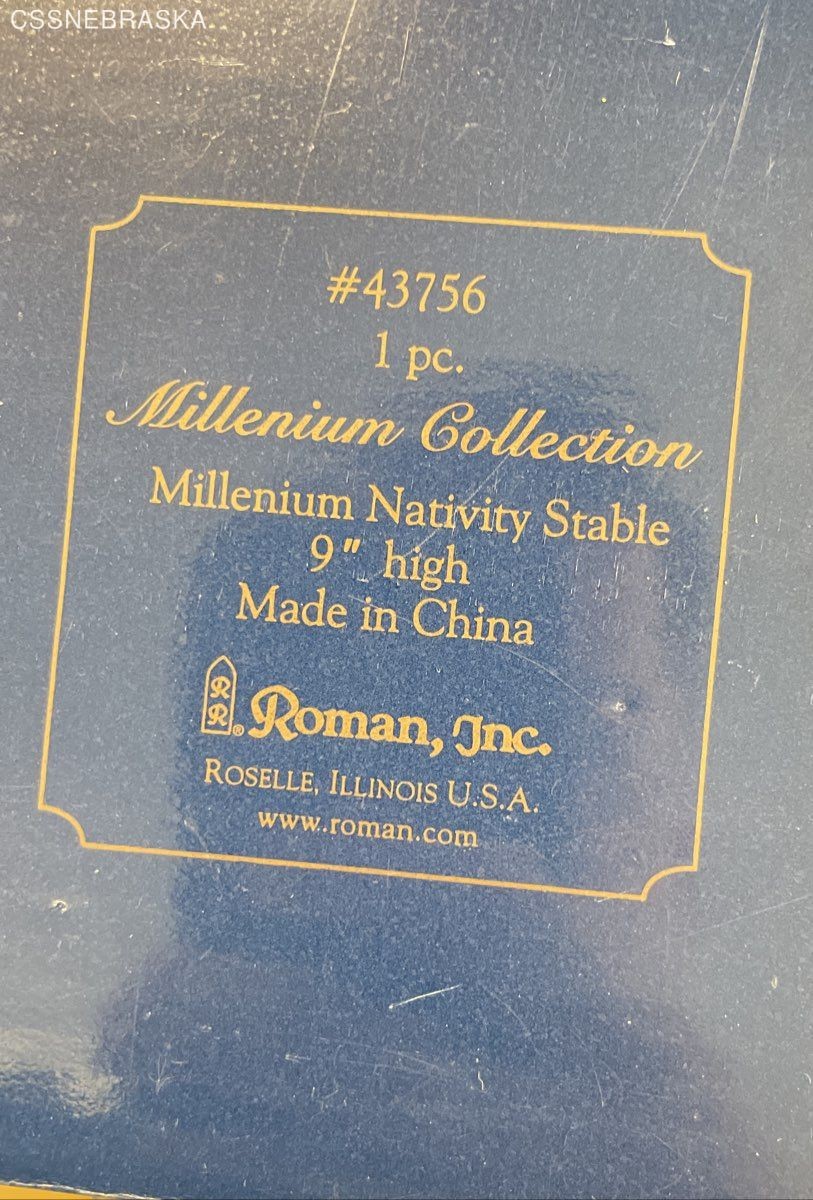 CSSNEBRASKA
#43756
1 pc.
Millenium Collection
Millenium Nativity Stable
9" high
Made in China
R
R
® Roman, Inc.
ROSELLE, ILLINOIS U.S.A.
www.roman.com